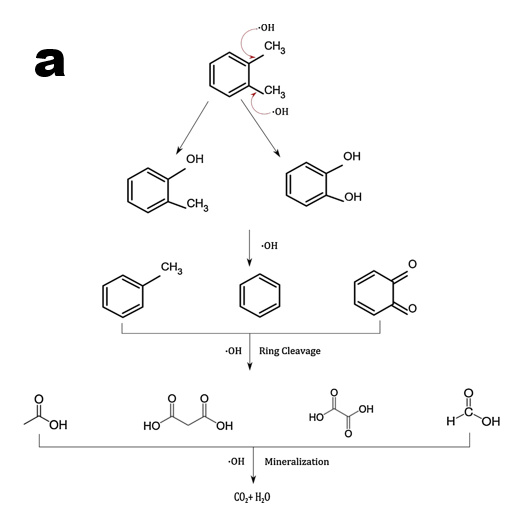 a
·OH
CH3
CH3
·OH
OH
CH3
OH
OH
·OH
CH3
O
O
·OH Ring Cleavage
O
OH
O O
HO OH
O
HO OH
O
O
H C OH
·OH Mineralization
CO2+ H2O